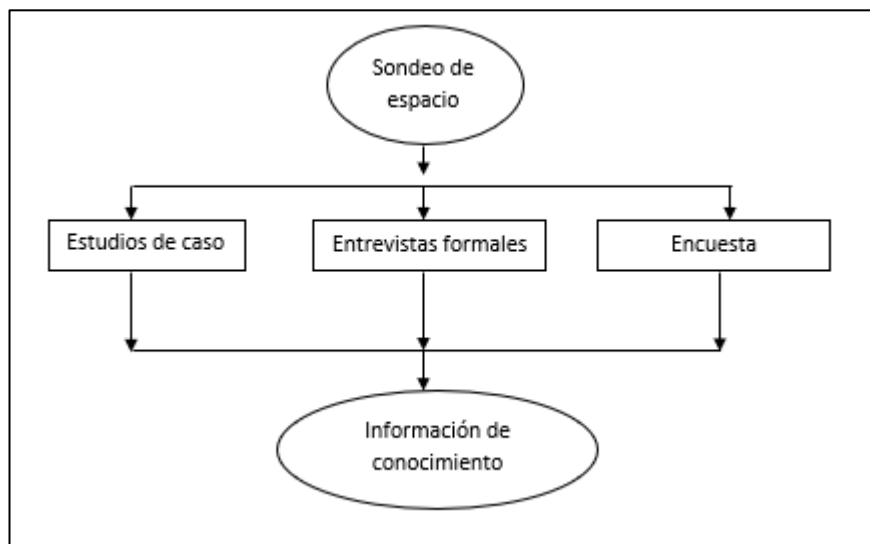 Sondeo de
espacio
Estudios de caso
Entrevistas formales
Encuesta
Información de
conocimiento